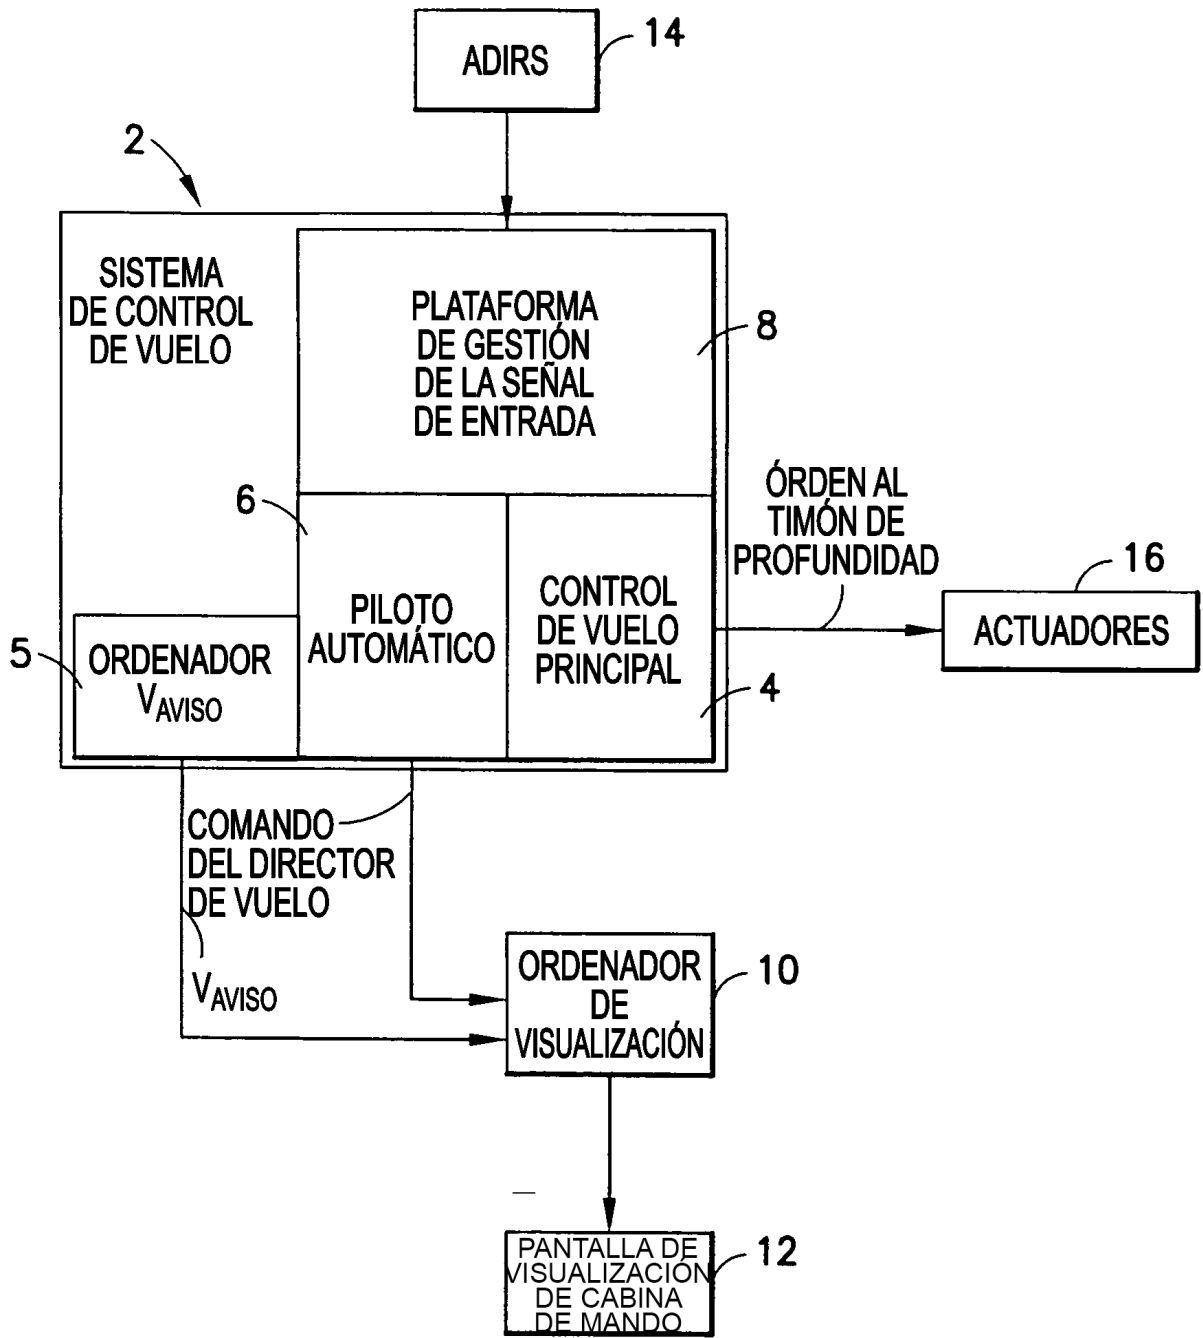 14
ADIRS
2
SISTEMA
DE CONTROL
DE VUELO
PLATAFORMA
DE GESTIÓN
DE LA SEÑAL
DE ENTRADA
8
6
PILOTO
AUTOMÁTICO
CONTROL
DE VUELO
PRINCIPAL
4
5
ORDENADOR
VAVISO
ÓRDEN AL
TIMÓN DE
PROFUNDIDAD
16
ACTUADORES
COMANDO
DEL DIRECTOR
DE VUELO
VAVISO
ORDENADOR
DE
VISUALIZACIÓN
10
PANTALLA DE
VISUALIZACIÓN
DE CABINA
DE MANDO
12